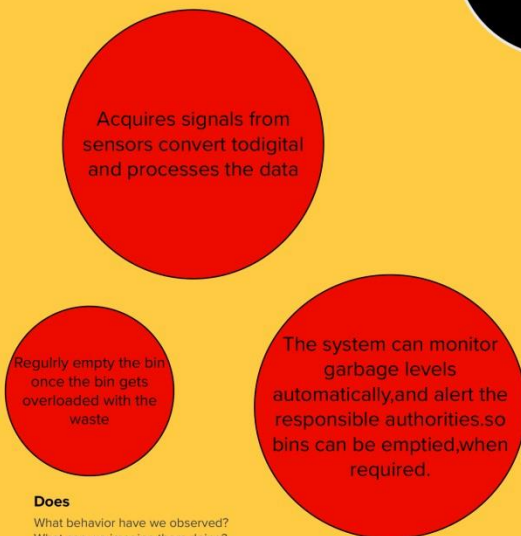 Acquires signals from
sensors convert todigital
and processes the data
Regulrly empty the bin
once the bin gets
overloaded with the
waste
The system can monitor
garbage levels
automatically,and alert the
responsible authorities.so
bins can be emptied,when
required.
Does
What behavior have we observed?